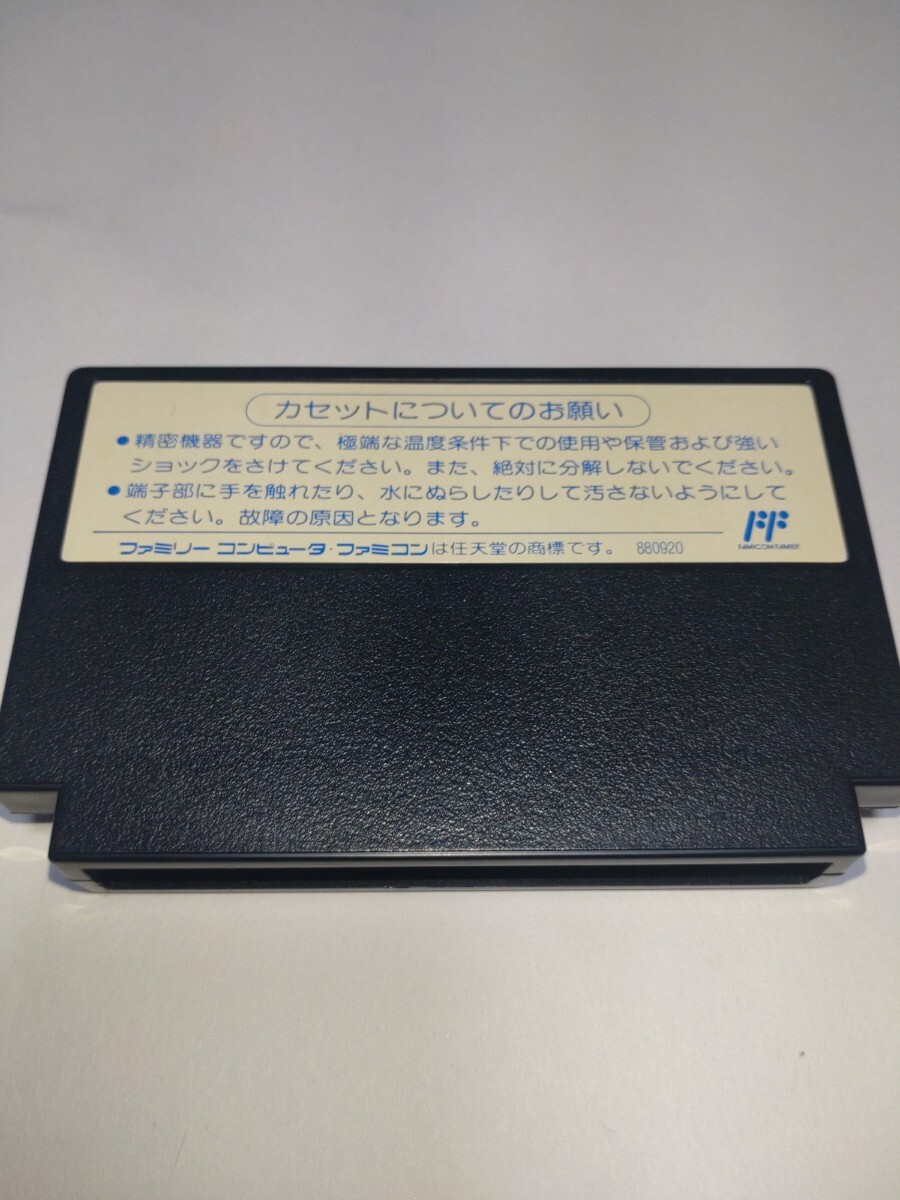 カセットについてのお願い
●精密機器ですので、極端な温度条件下での使用や保管および強い
ショックをさけてください。また、絶対に分解しないでください。
●端子部に手を触れたり、水にぬらしたりして汚さないようにして
ください。故障の原因となります。
FAMICOM FAMILY
ファミリー コンピュータ・ファミコンは任天堂の商標です。 880920